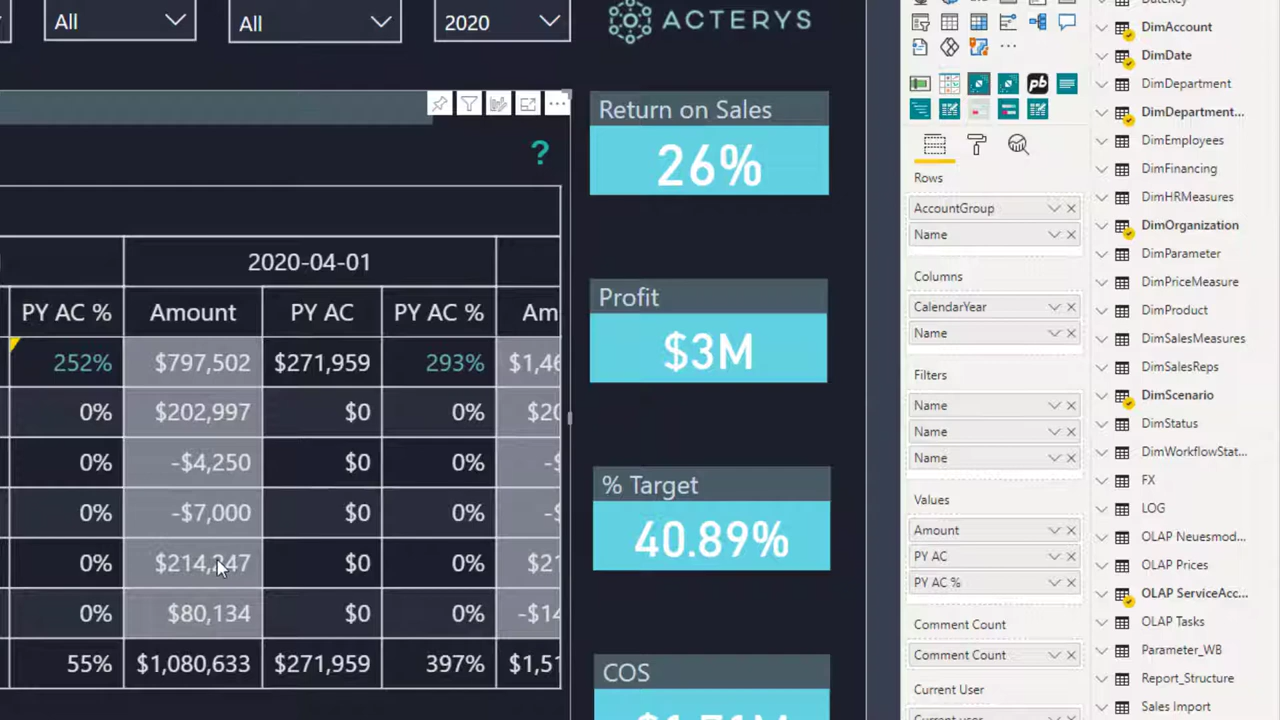 All
All
2020
ACTERYS
?
2020-04-01
PY AC %
Amount
PY AC
PY AC %
252%
$797,502
$271,959
293%
0%
$202,997
$0
0%
0%
-$4,250
$0
0%
0%
-$7,000
$0
0%
0%
$0
0%
0%
$80,134
$0
0%
55%
$1,080,633
$271,959
397%
Return on Sales
26%
Profit
$3M
% Target
40.89%
COS
pb
Rows
AccountGroup
Name
Columns
CalendarYear
Name
Filters
Name
Name
Name
Values
Amount
PY AC
PY AC %
Comment Count
Comment Count
Current User
DimAccount
DimDate
DimDepartment
DimDepartment...
DimEmployees
DimFinancing
DimHRMeasures
DimOrganization
DimParameter
DimPriceMeasure
DimProduct
DimSalesMeasures
DimSalesReps
DimScenario
DimStatus
DimWorkflowStat...
FX
LOG
OLAP Neuesmod...
OLAP Prices
OLAP ServiceAcc...
OLAP Tasks
Parameter_WB
Report_Structure
Sales Import